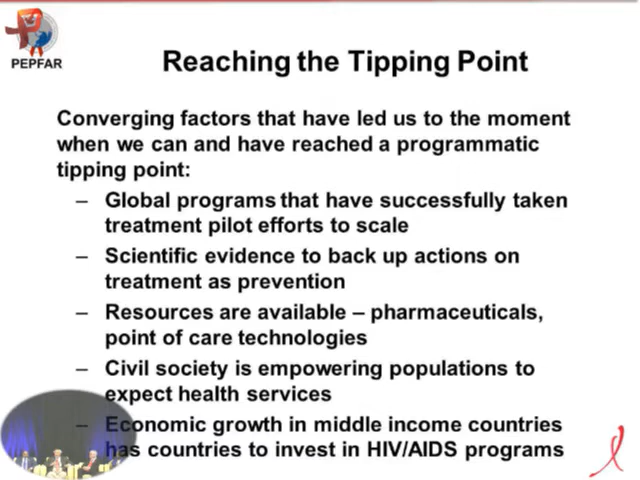 PEPFAR
Reaching the Tipping Point
Converging factors that have led us to the moment
when we can and have reached a programmatic
tipping point:
– Global programs that have successfully taken
treatment pilot efforts to scale
– Scientific evidence to back up actions on
treatment as prevention
– Resources are available – pharmaceuticals,
point of care technologies
– Civil society is empowering populations to
expect health services
– Economic growth in middle income countries
has countries to invest in HIV/AIDS programs